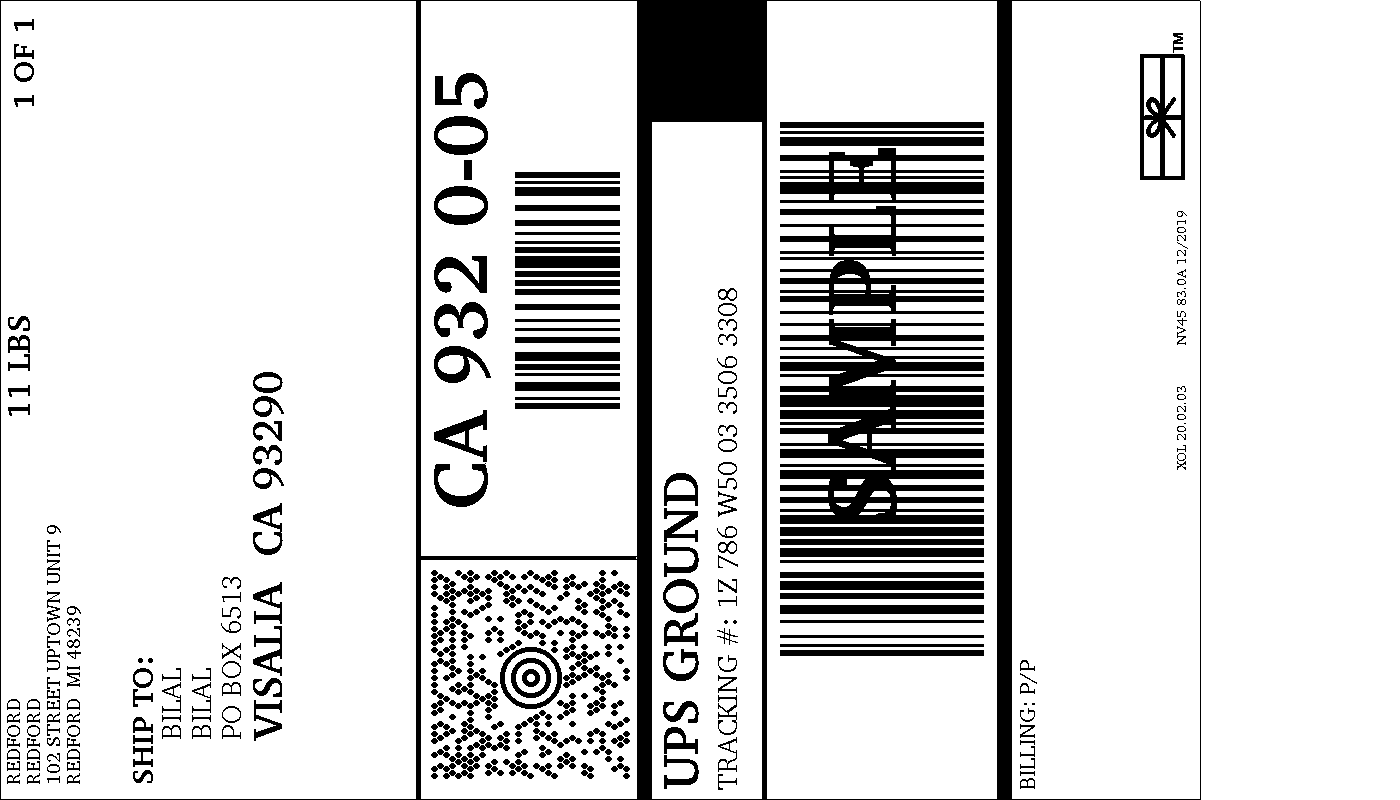 REDFORD
REDFORD
102 STREET UPTOWN UNIT 9
REDFORD  MI 48239
11 LBS
1 OF 1
SHIP TO:
BILAL
BILAL
PO BOX 6513
VISALIA  CA 93290
CA 932 0-05
UPS GROUND
TRACKING #: 1Z 786 W50 03 3506 3308
SAMPLE
BILLING: P/P
XOL 20.02.03
NV45 83.0A 12/2019
TM